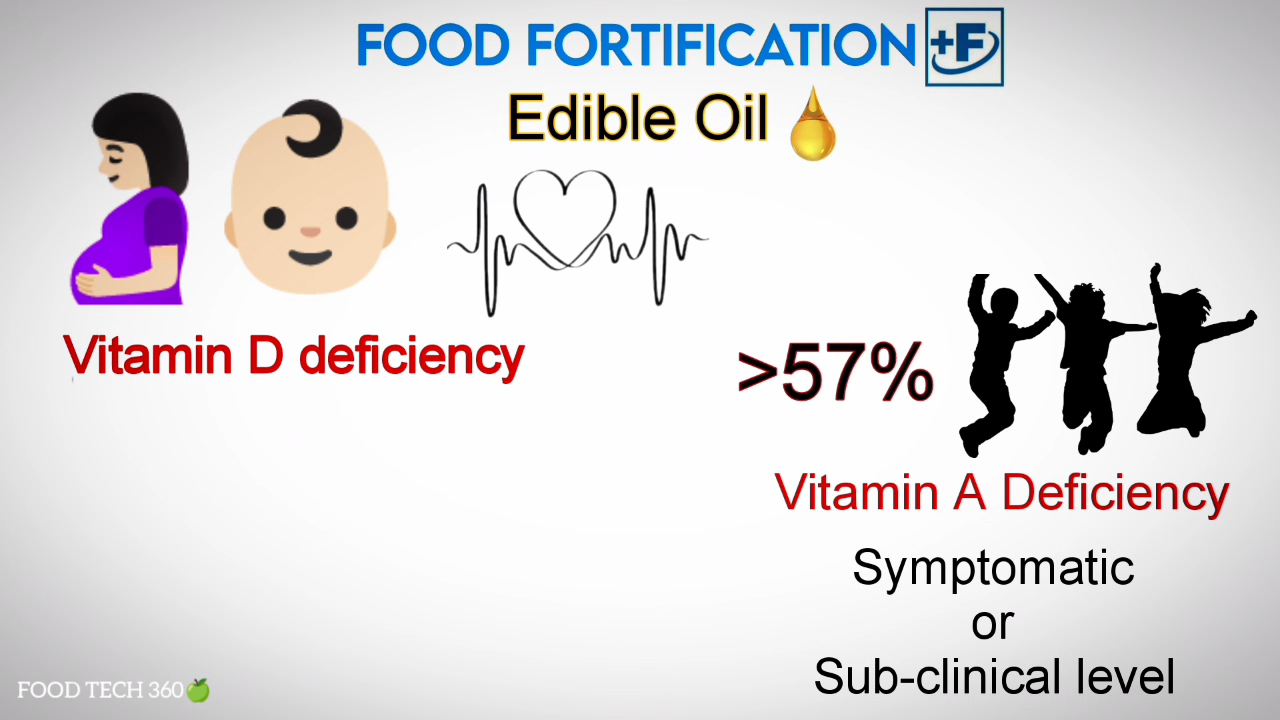 FOOD FORTIFICATION +F
Edible Oil
Vitamin D deficiency
>57%
Vitamin A Deficiency
Symptomatic
or
Sub-clinical level
FOOD TECH 360